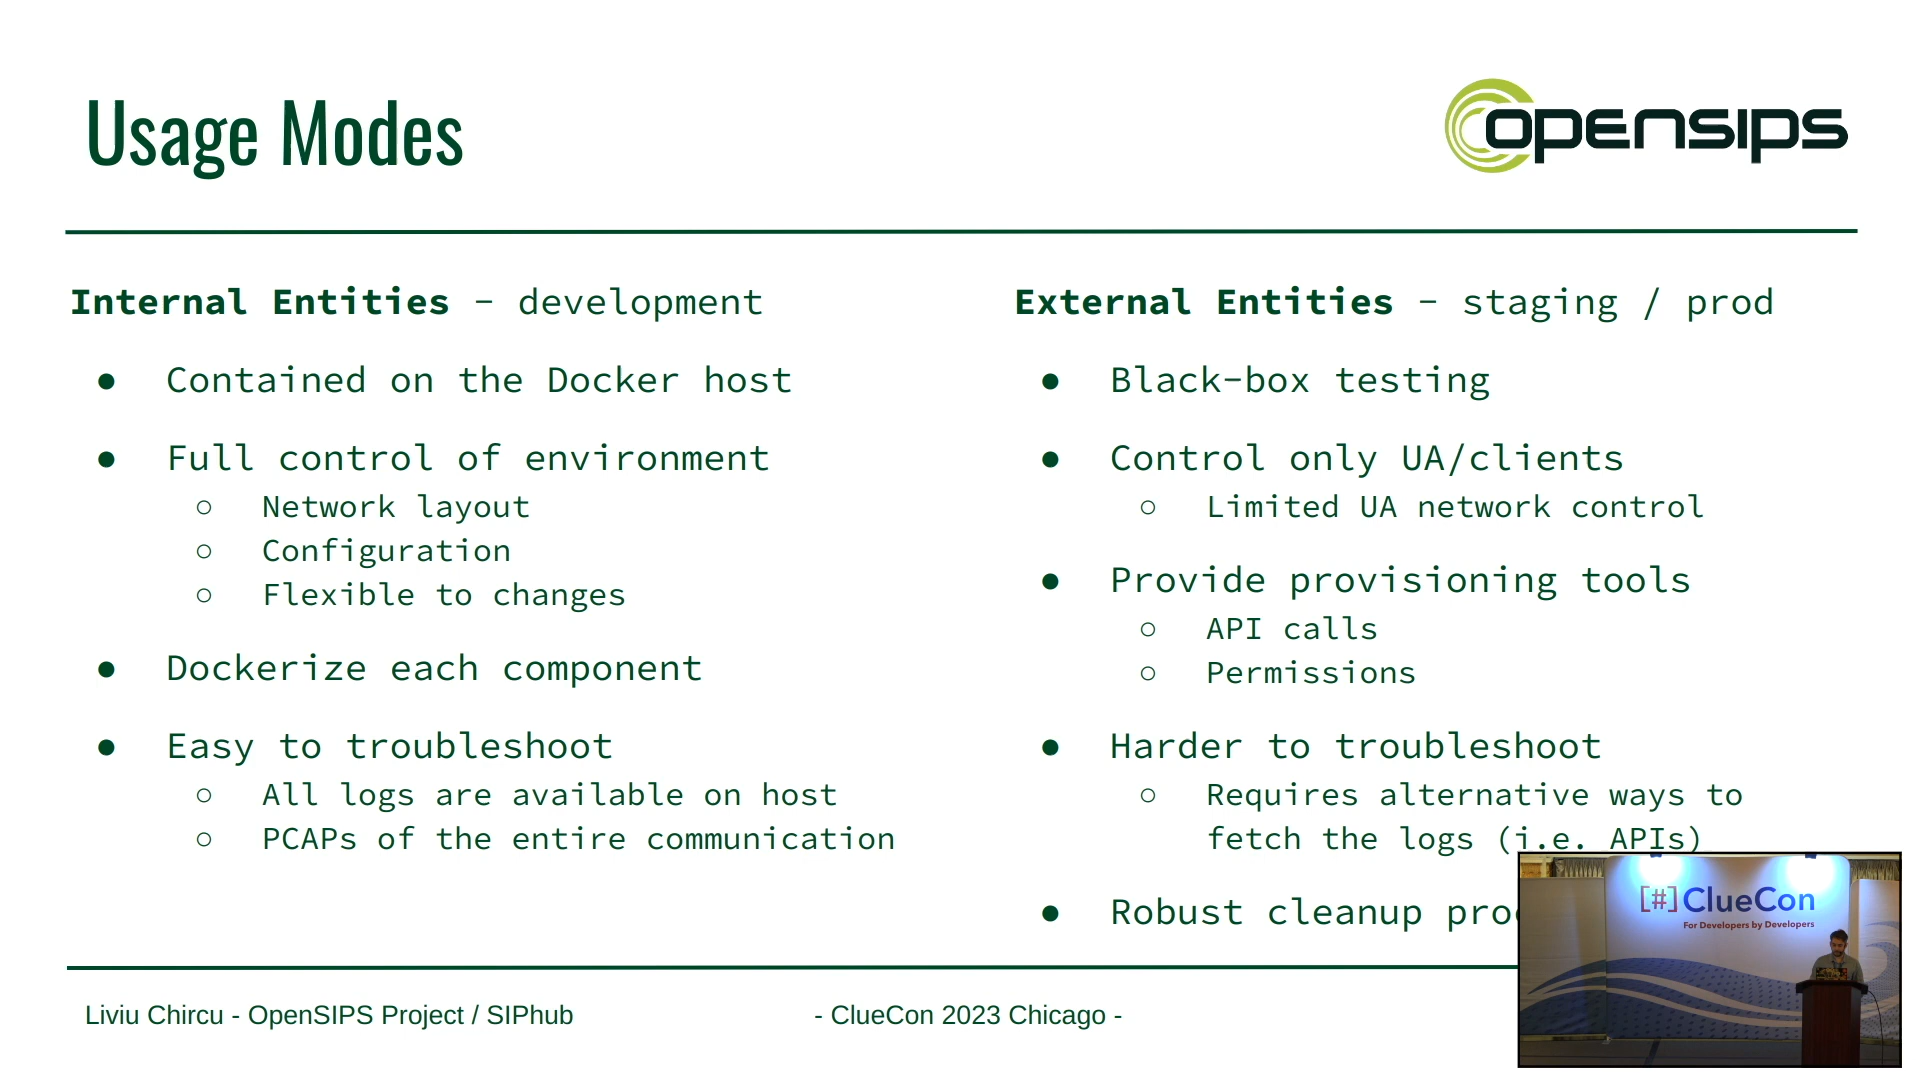 Usage Modes
opensips
Internal Entities - development
● Contained on the Docker host
● Full control of environment
○ Network layout
○ Configuration
○ Flexible to changes
● Dockerize each component
● Easy to troubleshoot
○ All logs are available on host
○ PCAPs of the entire communication
External Entities - staging / prod
● Black-box testing
● Control only UA/clients
○ Limited UA network control
● Provide provisioning tools
○ API calls
○ Permissions
● Harder to troubleshoot
○ Requires alternative ways to
fetch the logs (i.e. APIs)
● Robust cleanup
[#] ClueCon
For Developers by Developers
Liviu Chircu - OpenSIPS Project / SIPhub
- ClueCon 2023 Chicago -